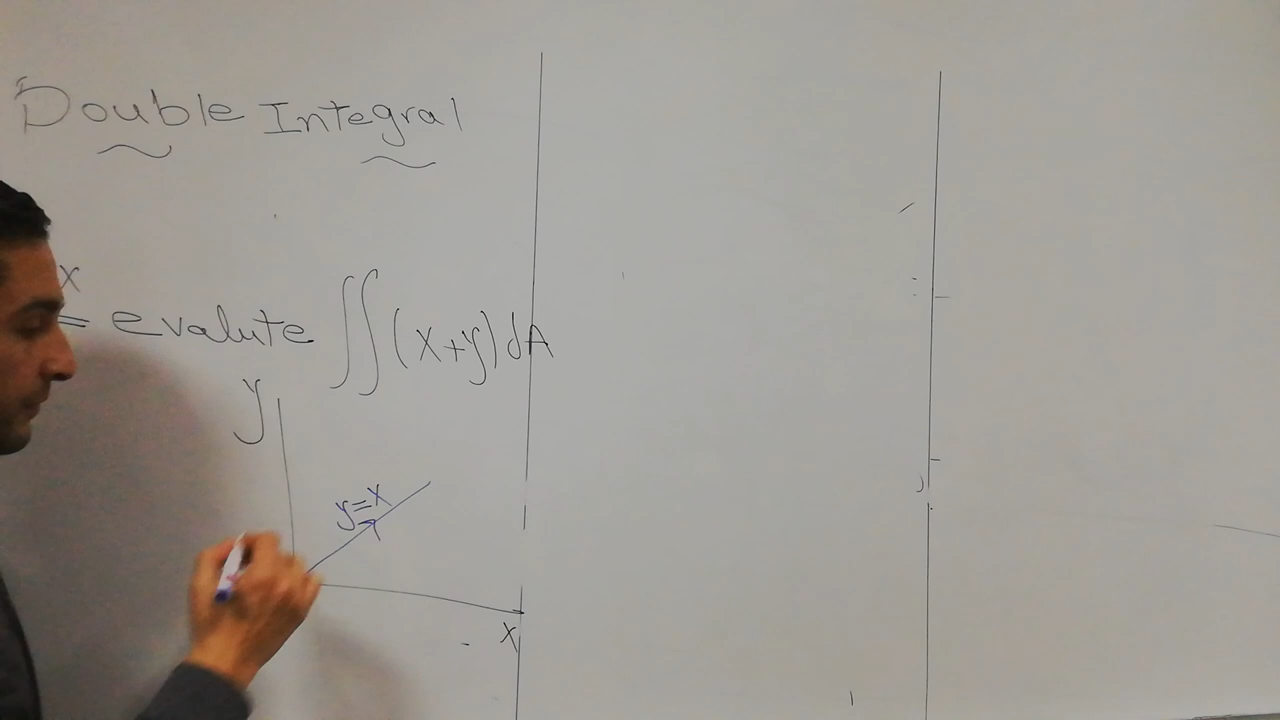 Double Integral
x
= evalute ∬(x+y)dA
y
y=x
x